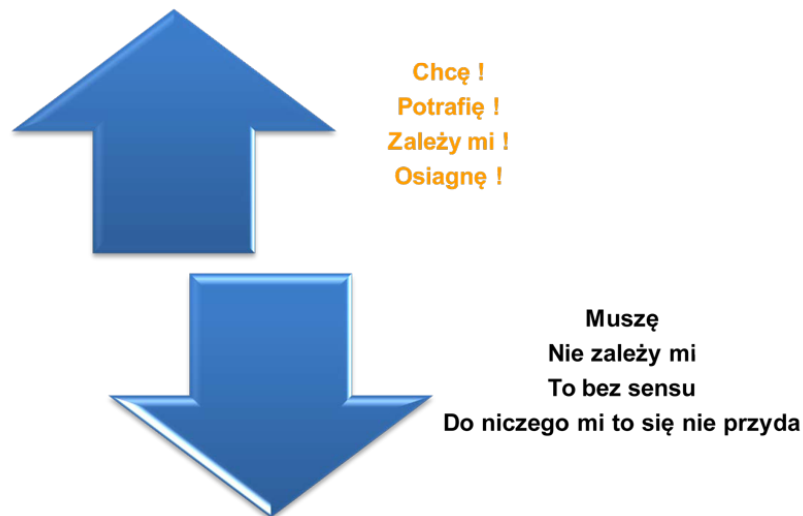 Chcę !
Potrafię !
Zależy mi !
Osiagnę !
Muszę
Nie zależy mi
To bez sensu
Do niczego mi to się nie przyda